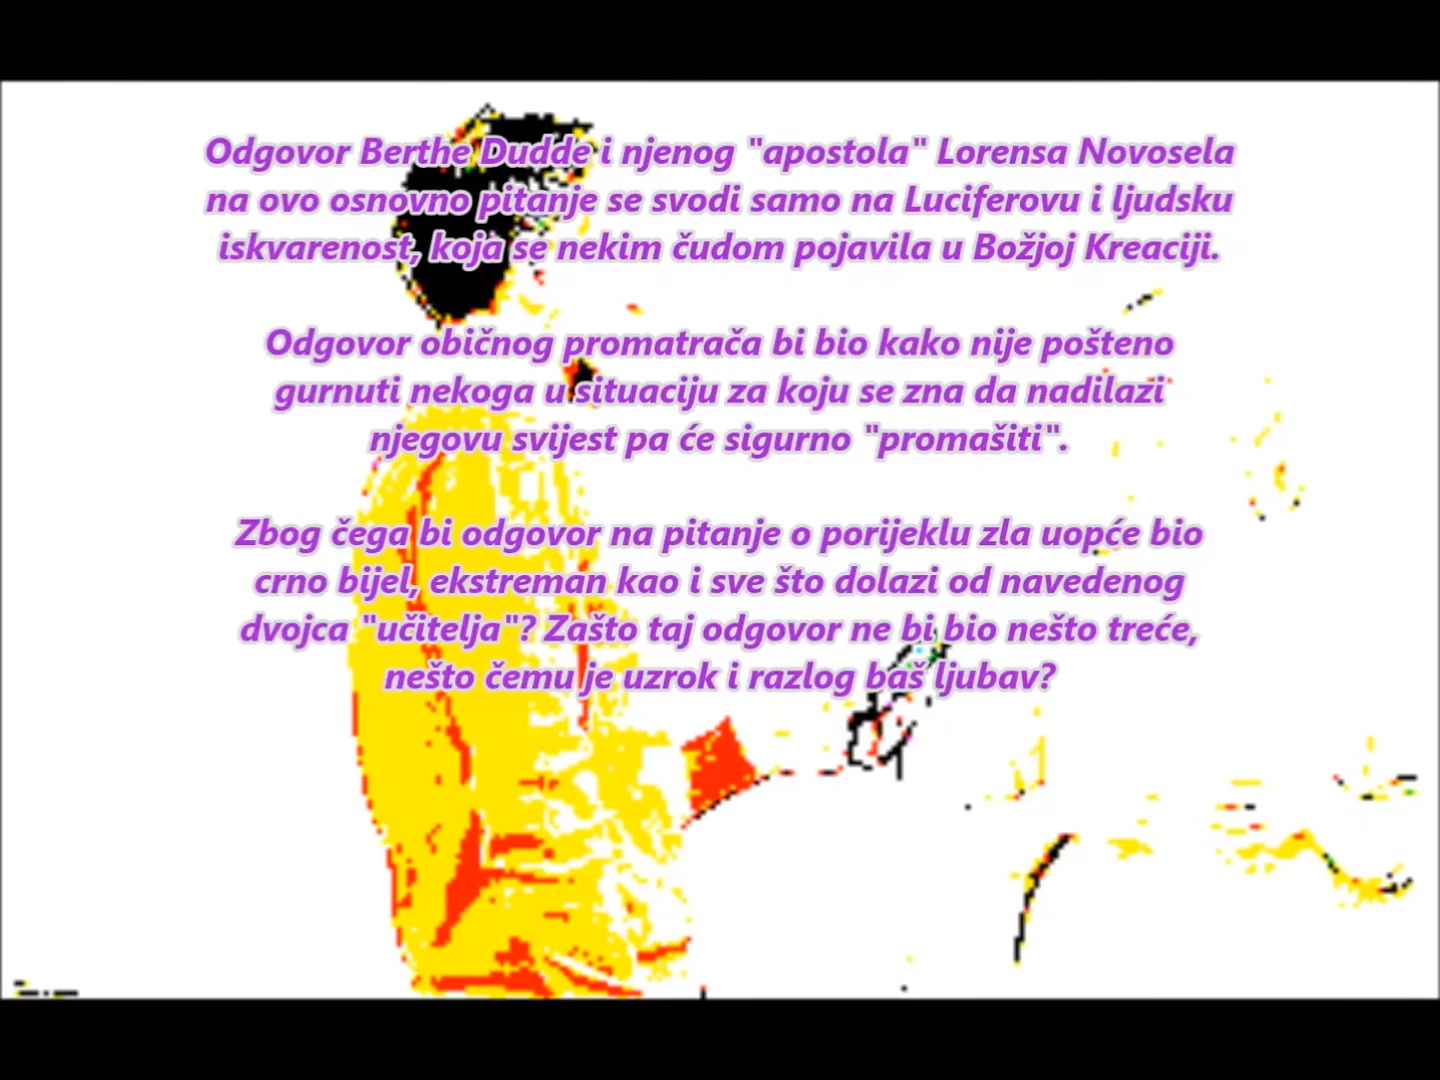 Odgovor Berthe Dudde i njenog "apostola" Lorensa Novosela
na ovo osnovno pitanje se svodi samo na Luciferovu i ljudsku
iskvarenost, koja se nekim čudom pojavila u Božjoj Kreaciji.
Odgovor običnog promatrača bi bio kako nije pošteno
gurnuti nekoga u situaciju za koju se zna da nadilazi
njegovu svijest pa će sigurno "promašiti".
Zbog čega bi odgovor na pitanje o porijeklu zla uopće bio
crno bijel, ekstreman kao i sve što dolazi od navedenog
dvojca "učitelja"? Zašto taj odgovor ne bi bio nešto treće,
nešto čemu je uzrok i razlog baš ljubav?